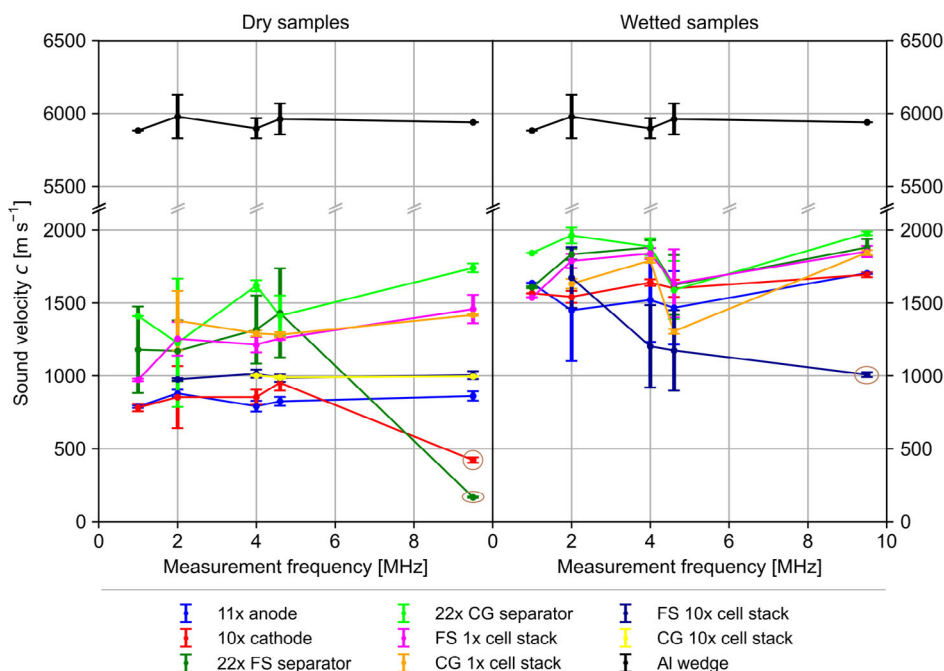 Dry samples Wetted samples
6500 6500
6000 6000
5500 5500
2000 2000
1500 1500
1000 1000
500 500
0 0
Sound velocity c [m s⁻¹]
0 2 4 6 8 0 2 4 6 8 10
Measurement frequency [MHz] Measurement frequency [MHz]
11x anode 22x CG separator FS 10x cell stack
10x cathode FS 1x cell stack CG 10x cell stack
22x FS separator CG 1x cell stack Al wedge